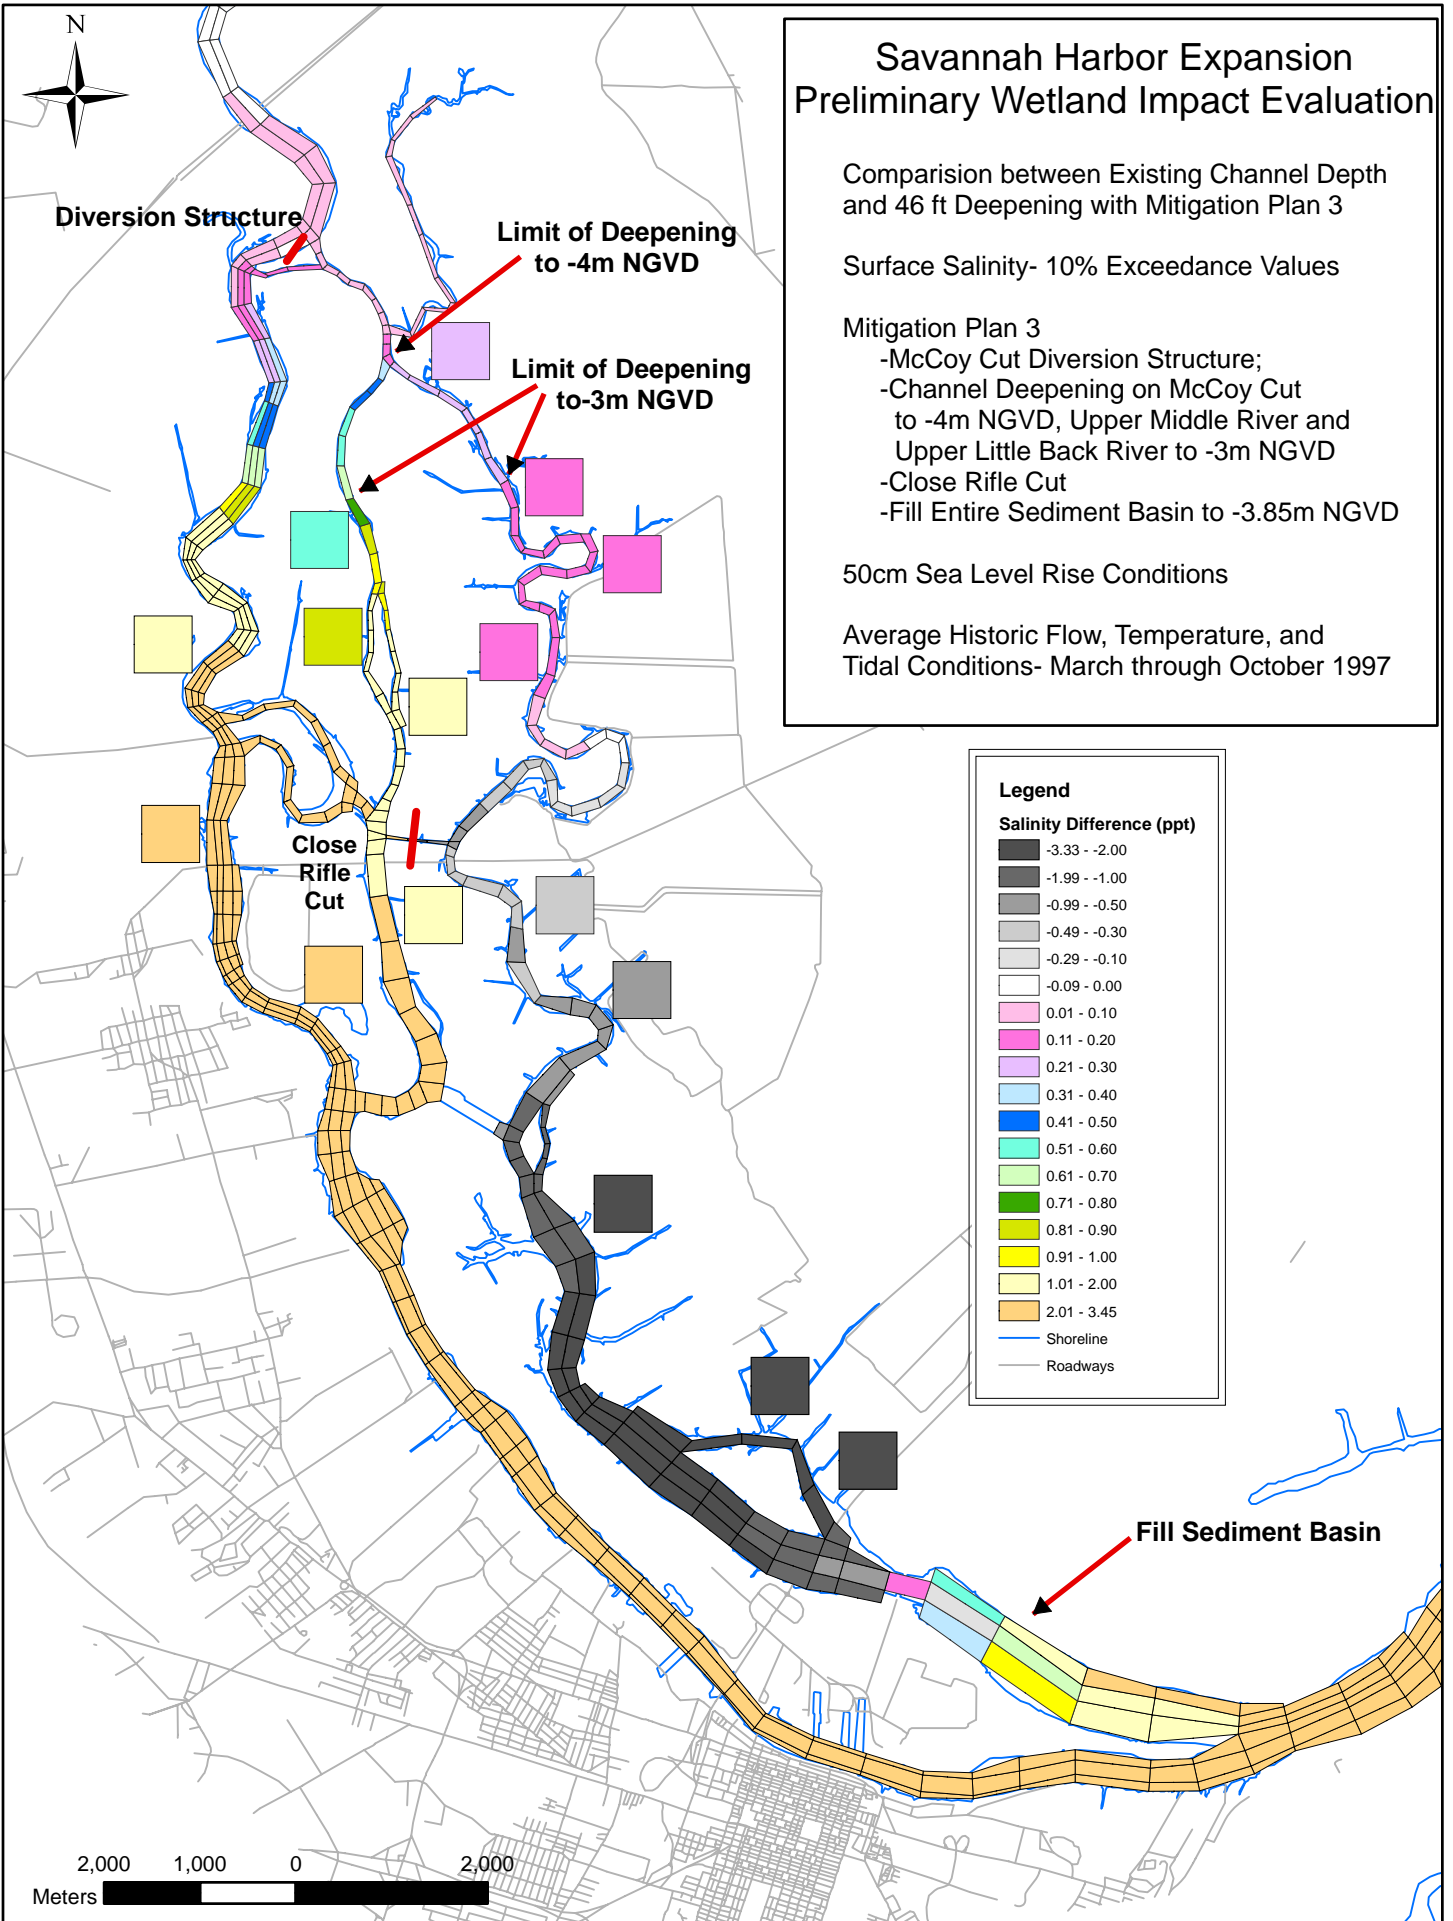 N
Savannah Harbor Expansion
Preliminary Wetland Impact Evaluation
Comparision between Existing Channel Depth
and 46 ft Deepening with Mitigation Plan 3
Surface Salinity- 10% Exceedance Values
Mitigation Plan 3
-McCoy Cut Diversion Structure;
-Channel Deepening on McCoy Cut
to -4m NGVD, Upper Middle River and
Upper Little Back River to -3m NGVD
-Close Rifle Cut
-Fill Entire Sediment Basin to -3.85m NGVD
50cm Sea Level Rise Conditions
Average Historic Flow, Temperature, and
Tidal Conditions- March through October 1997
Diversion Structure
Limit of Deepening
to -4m NGVD
Limit of Deepening
to-3m NGVD
Close
Rifle
Cut
Legend
Salinity Difference (ppt)
-3.33 - -2.00
-1.99 - -1.00
-0.99 - -0.50
-0.49 - -0.30
-0.29 - -0.10
-0.09 - 0.00
0.01 - 0.10
0.11 - 0.20
0.21 - 0.30
0.31 - 0.40
0.41 - 0.50
0.51 - 0.60
0.61 - 0.70
0.71 - 0.80
0.81 - 0.90
0.91 - 1.00
1.01 - 2.00
2.01 - 3.45
Shoreline
Roadways
Fill Sediment Basin
2,000 1,000 0 2,000
Meters